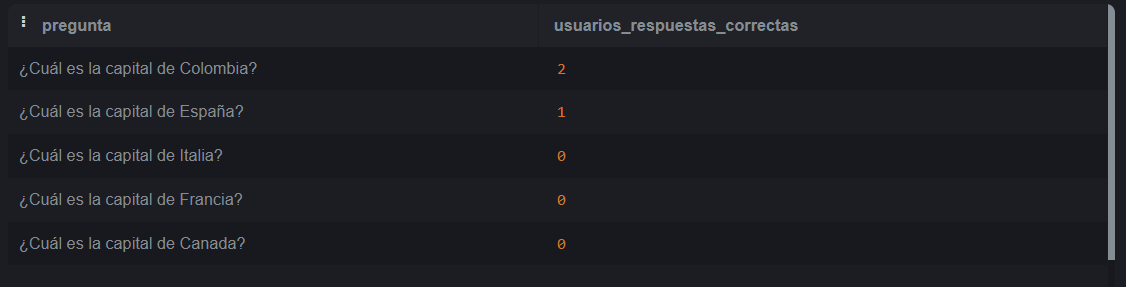 pregunta usuarios_respuestas_correctas
¿Cuál es la capital de Colombia? 2
¿Cuál es la capital de España? 1
¿Cuál es la capital de Italia? 0
¿Cuál es la capital de Francia? 0
¿Cuál es la capital de Canada? 0